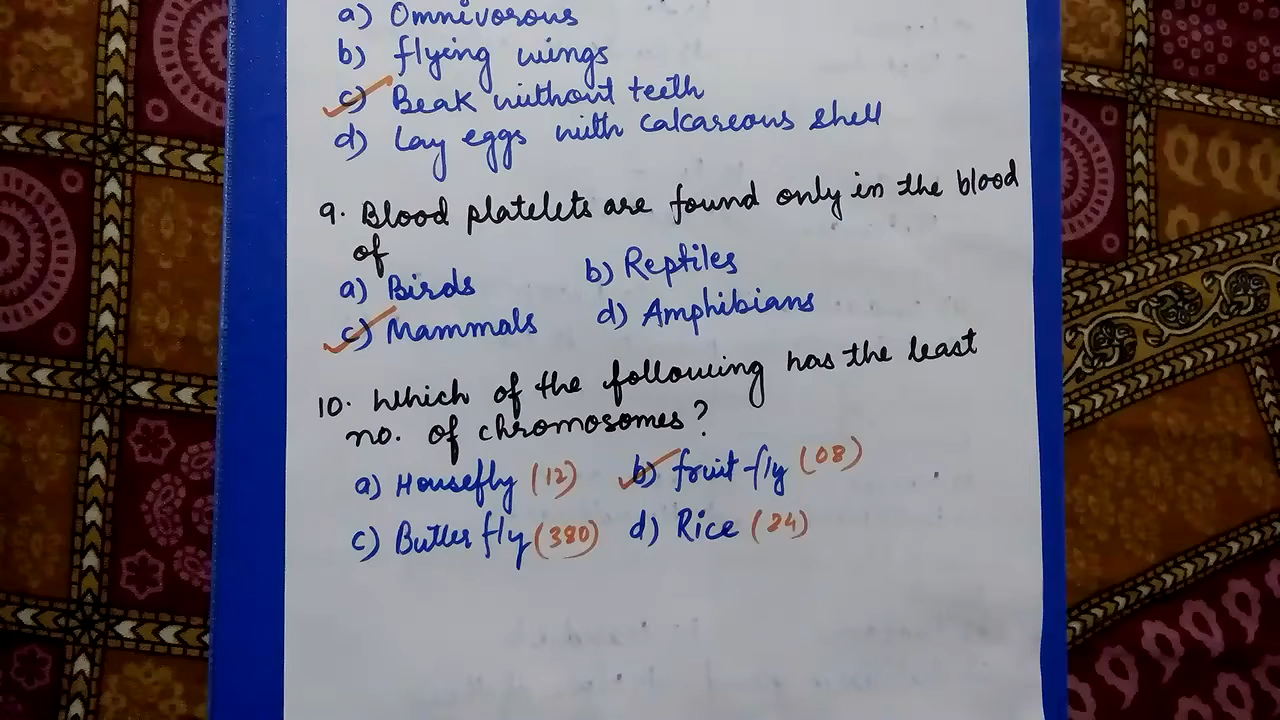 a) Omnivorous
b) flying wings
c) Beak without teeth
d) Lay eggs with calcareous shell
9. Blood platelets are found only in the blood
of
a) Birds b) Reptiles
c) Mammals d) Amphibians
10. Which of the following has the least
no. of chromosomes?
a) Housefly (12) b) fruit-fly (08)
c) Butterfly (380) d) Rice (24)